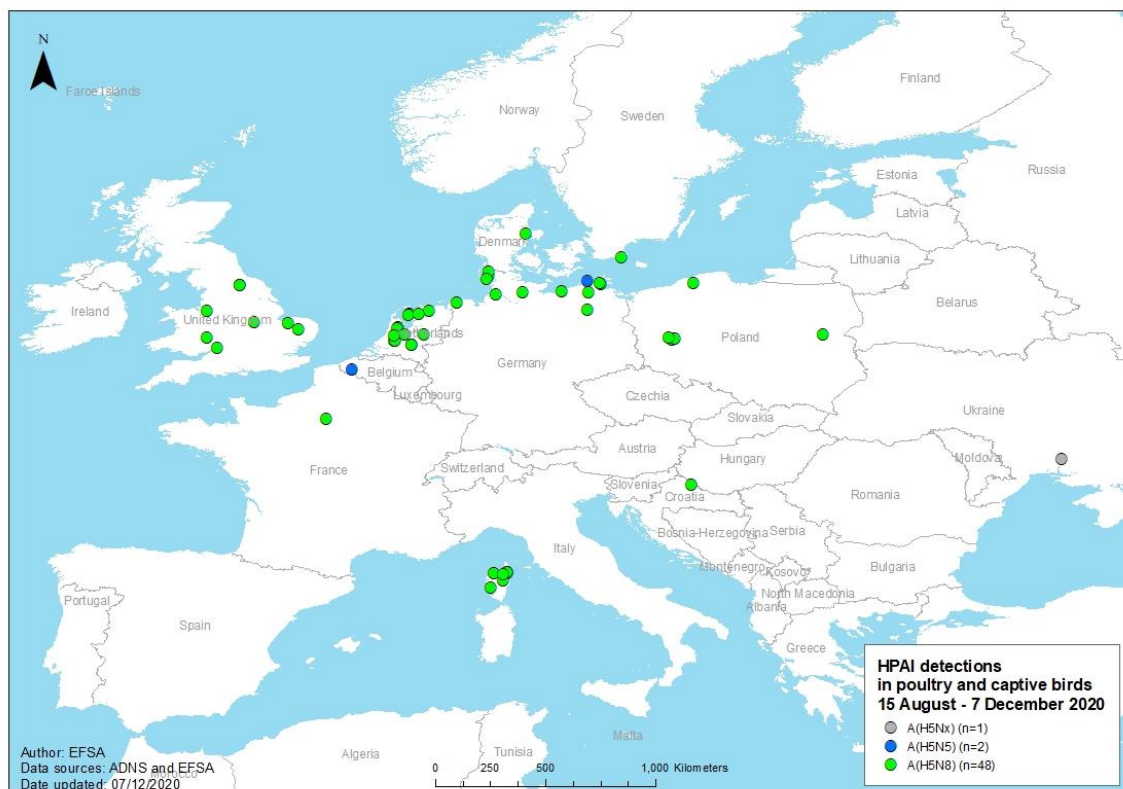 N
Faroe Islands
Norway
Sweden
Finland
Russia
Estonia
Latvia
Denmark
Lithuania
Belarus
Ireland
United Kingdom
Netherlands
Poland
Germany
Belgium
Luxembourg
Czechia
Slovakia
Ukraine
Moldova
France
Switzerland
Austria
Hungary
Slovenia
Croatia
Romania
Bosnia-Herzegovina
Serbia
Italy
Montenegro
Kosovo
Bulgaria
North Macedonia
Albania
Portugal
Spain
Greece
Malta
Algeria
Tunisia
Morocco
HPAI detections
in poultry and captive birds
15 August - 7 December 2020
A(H5Nx) (n=1)
A(H5N5) (n=2)
A(H5N8) (n=48)
Author: EFSA
Data sources: ADNS and EFSA
Date updated: 07/12/2020
0 250 500 1,000 Kilometers